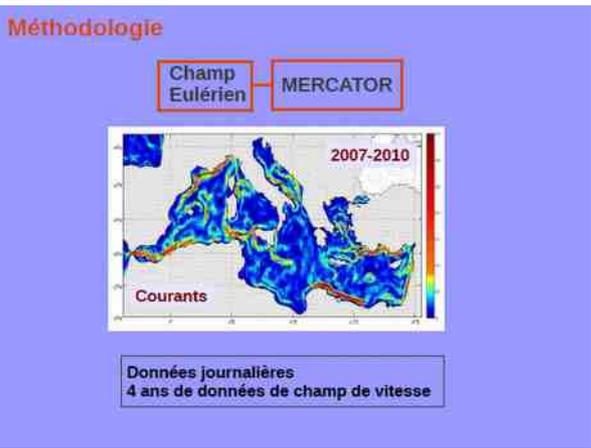 Méthodologie
Champ
Eulérien
MERCATOR
2007-2010
Courants
Données journalières
4 ans de données de champ de vitesse